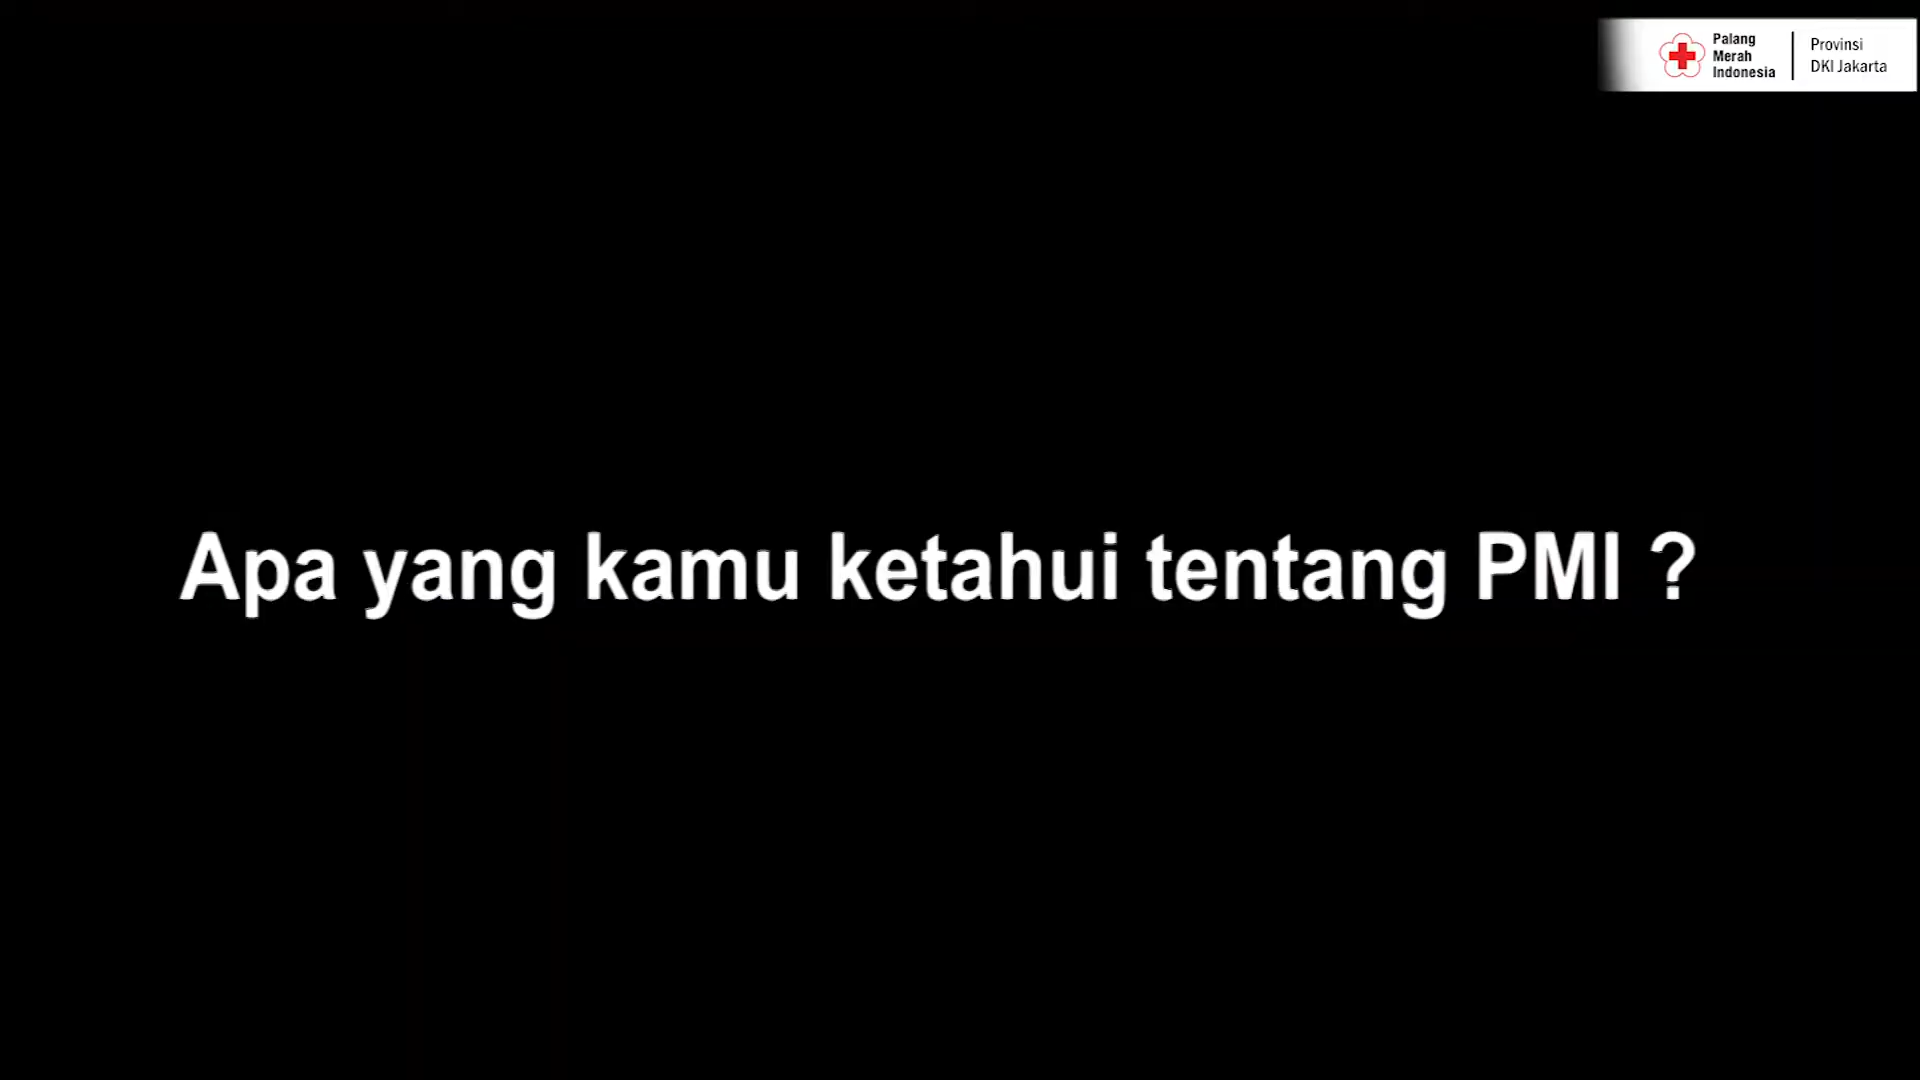 Palang
Merah
Indonesia
Provinsi
DKI Jakarta
Apa yang kamu ketahui tentang PMI ?